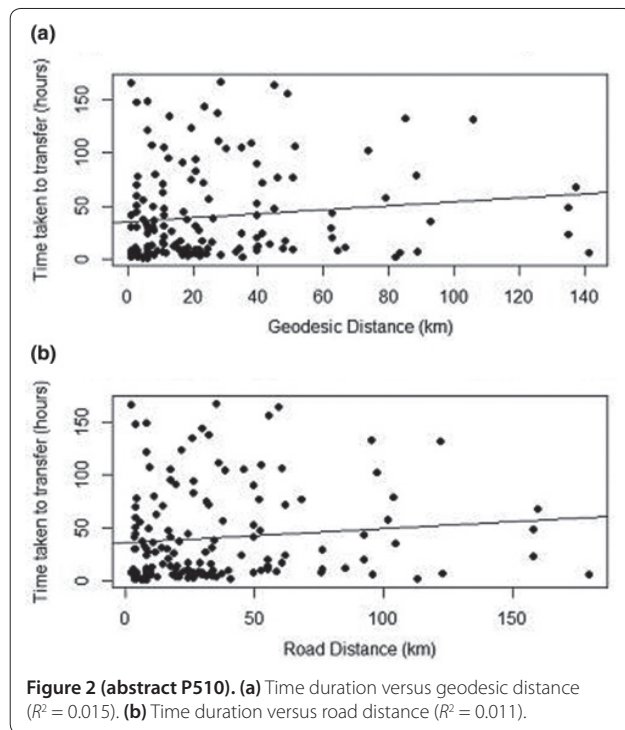 (a)
Time taken to transfer (hours)
0 50 100 150
0 20 40 60 80 100 120 140
Geodesic Distance (km)
(b)
Time taken to transfer (hours)
0 50 100 150
0 50 100 150
Road Distance (km)
Figure 2 (abstract P510). (a) Time duration versus geodesic distance
(R² = 0.015). (b) Time duration versus road distance (R² = 0.011).